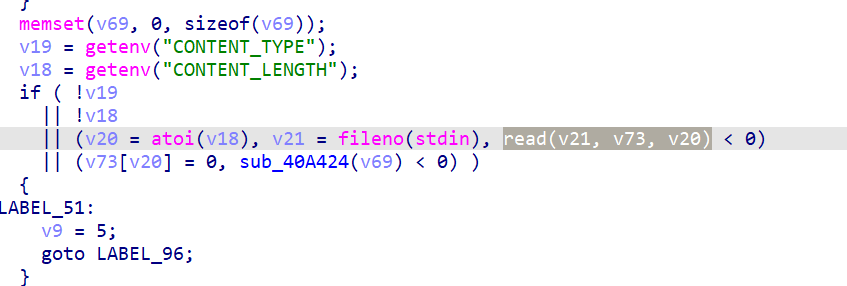 }
memset(v69, 0, sizeof(v69));
v19 = getenv("CONTENT_TYPE");
v18 = getenv("CONTENT_LENGTH");
if ( !v19
|| !v18
|| (v20 = atoi(v18), v21 = fileno(stdin), read(v21, v73, v20) < 0)
|| (v73[v20] = 0, sub_40A424(v69) < 0) )
{
LABEL_51:
v9 = 5;
goto LABEL_96;
}